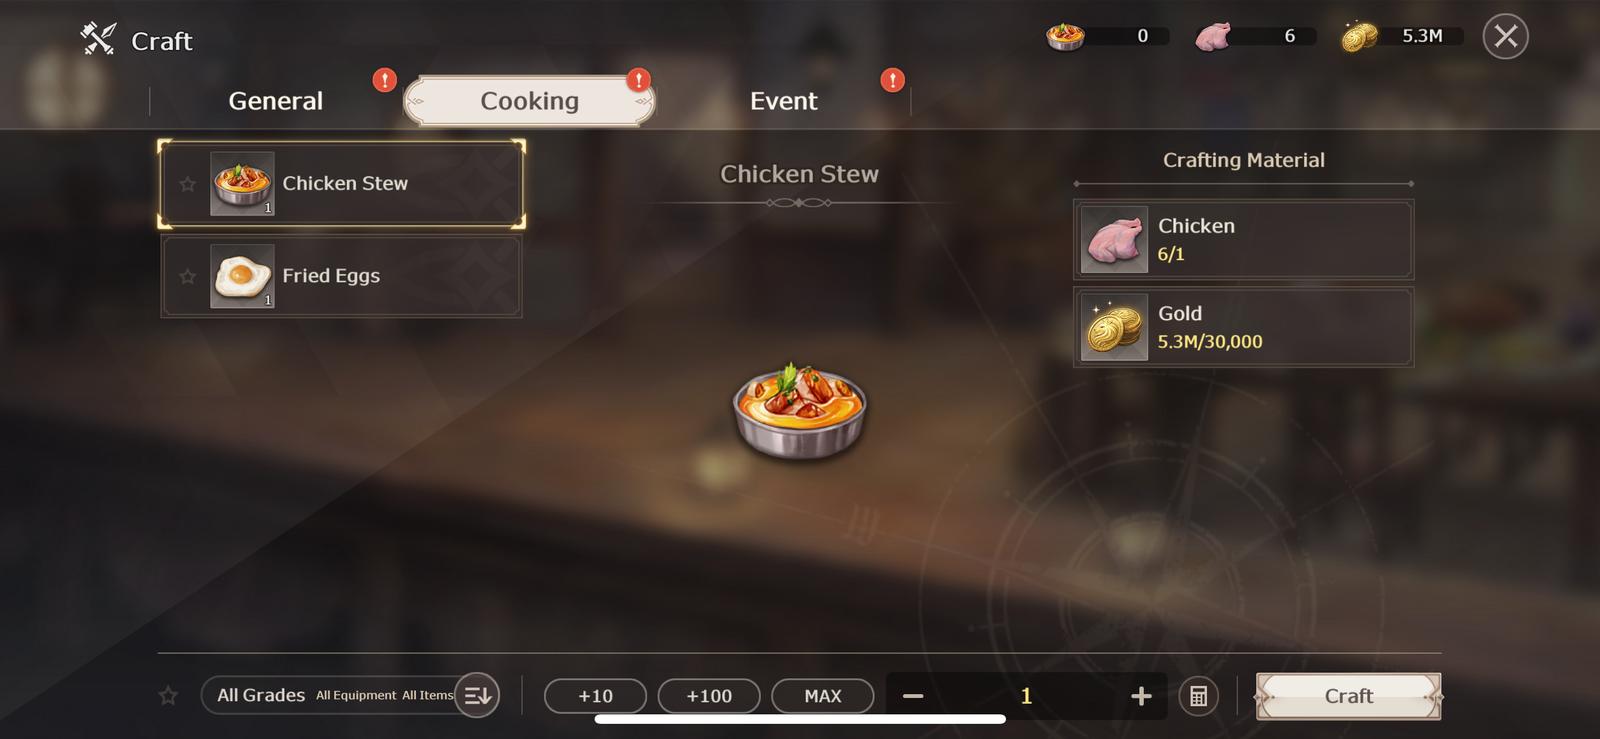 Craft
0
6
5.3M
General
Cooking
Event
Chicken Stew
1
Fried Eggs
1
Chicken Stew
Crafting Material
Chicken
6/1
Gold
5.3M/30,000
All Grades All Equipment All Items
+10
+100
MAX
1
Craft